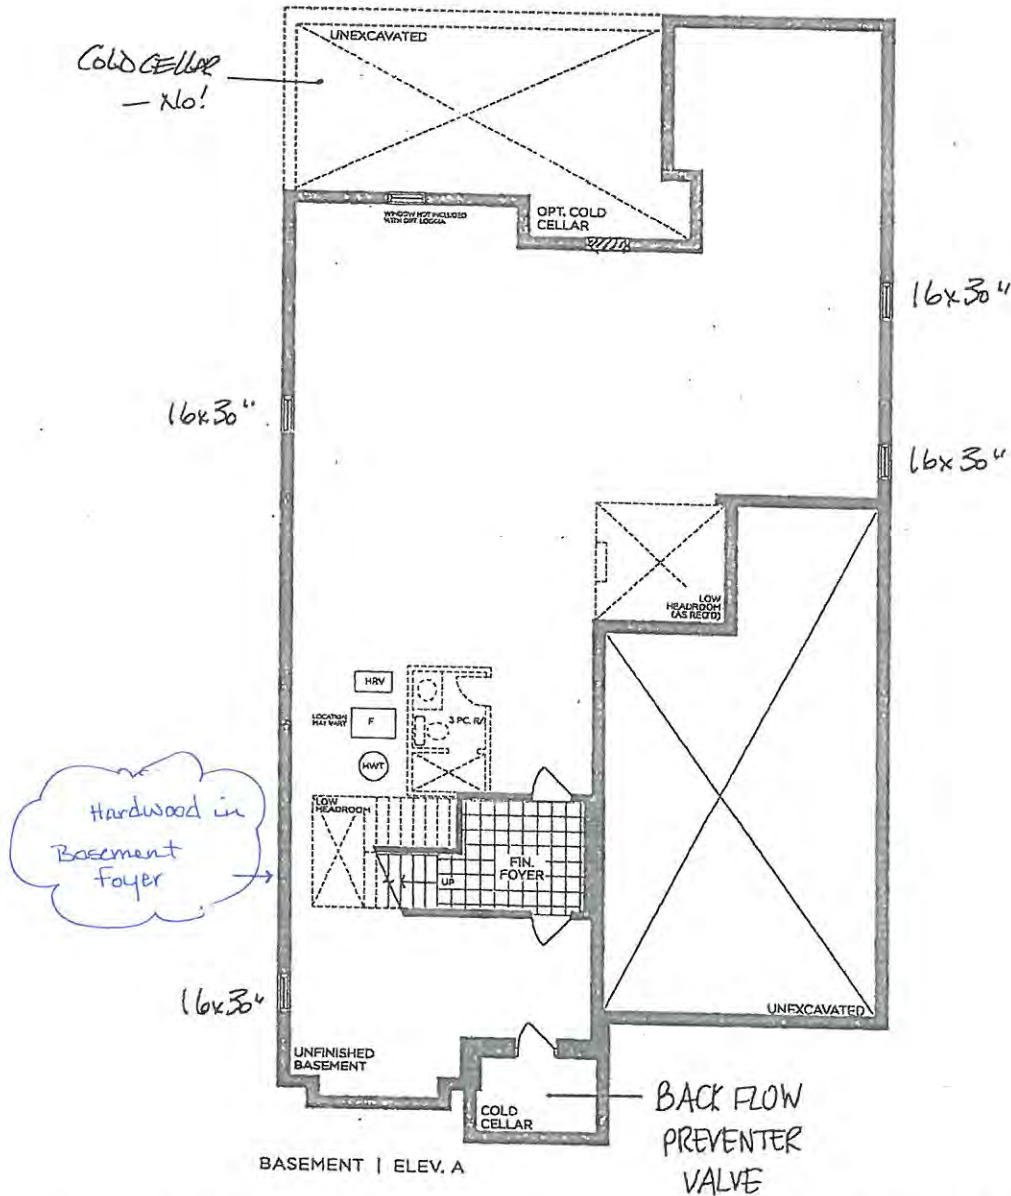 UNEXCAVATED
COLD CELLAR
— No!
WINDOW NOT INCLUDED
WITH OPT. LOGGIA
OPT. COLD
CELLAR
16x30"
16x30"
16x30"
LOW
HEADROOM
(AS REQ'D)
HRV
LOCATION
MAY VARY
F
3 PC. R/I
HWT
LOW
HEADROOM
Hardwood in
Basement
Foyer
FIN.
FOYER
UP
16x30"
UNEXCAVATED
UNFINISHED
BASEMENT
COLD
CELLAR
BACK FLOW
PREVENTER
VALVE
BASEMENT | ELEV. A